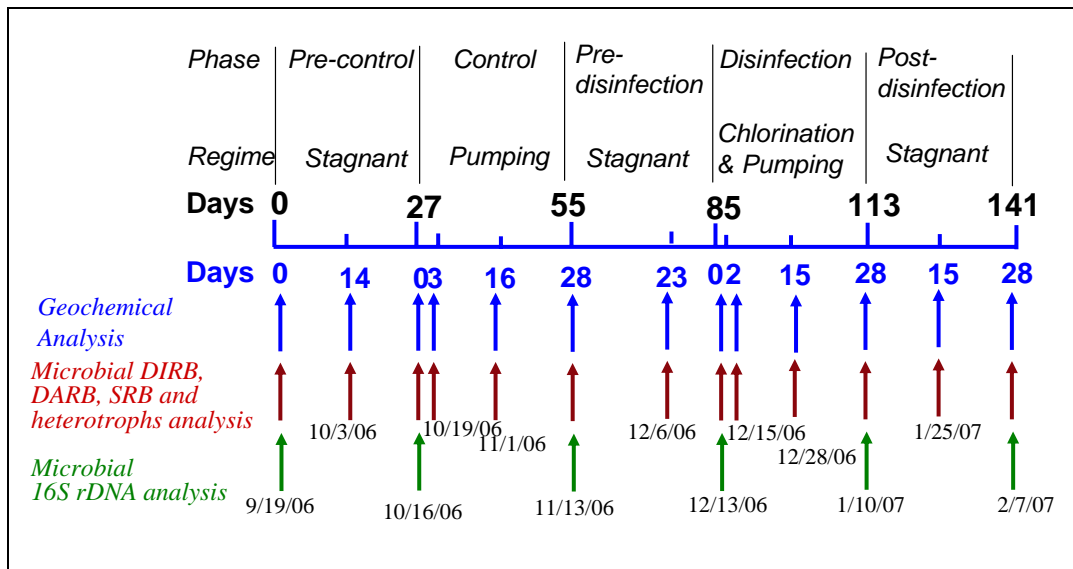 Phase Pre-control Control Pre-disinfection Disinfection Post-disinfection
Regime Stagnant Pumping Stagnant Chlorination & Pumping Stagnant
Days 0 27 55 85 113 141
Days 0 14 0 3 16 28 23 0 2 15 28 15 28
Geochemical
Analysis
Microbial DIRB,
DARB, SRB and
heterotrophs analysis
10/3/06 10/19/06 11/1/06 12/6/06 12/15/06 12/28/06 1/25/07
Microbial
16S rDNA analysis
9/19/06 10/16/06 11/13/06 12/13/06 1/10/07 2/7/07